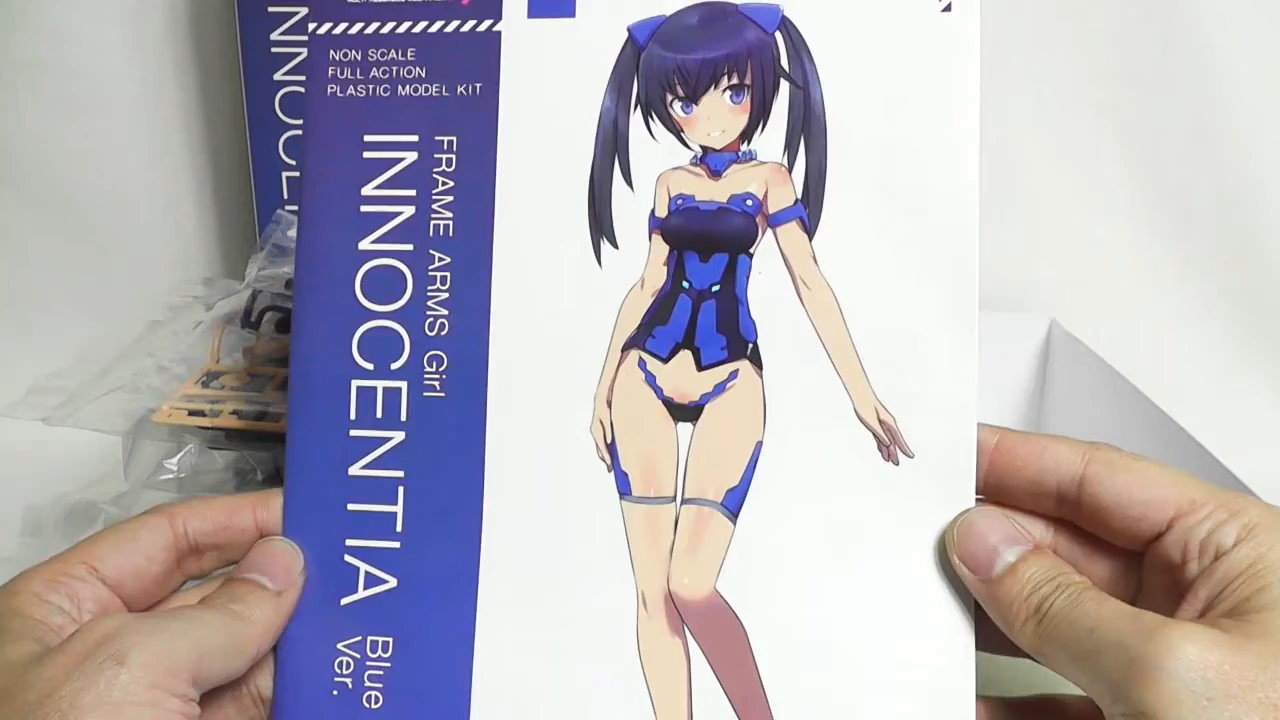 NON SCALE
FULL ACTION
PLASTIC MODEL KIT
FRAME ARMS Girl
INNOCENTIA
Blue
Ver.